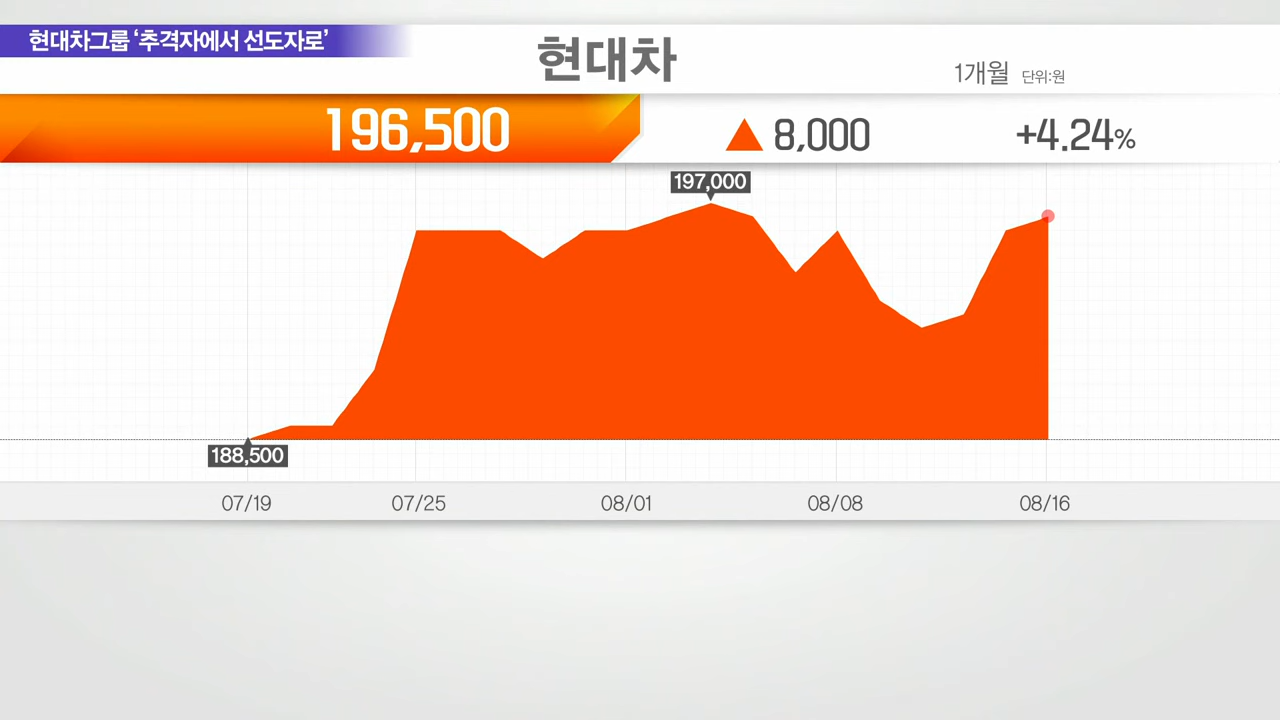 현대차그룹 ‘추격자에서 선도자로’
현대차
1개월 단위:원
196,500 ▲ 8,000 +4.24%
197,000
188,500
07/19 07/25 08/01 08/08 08/16